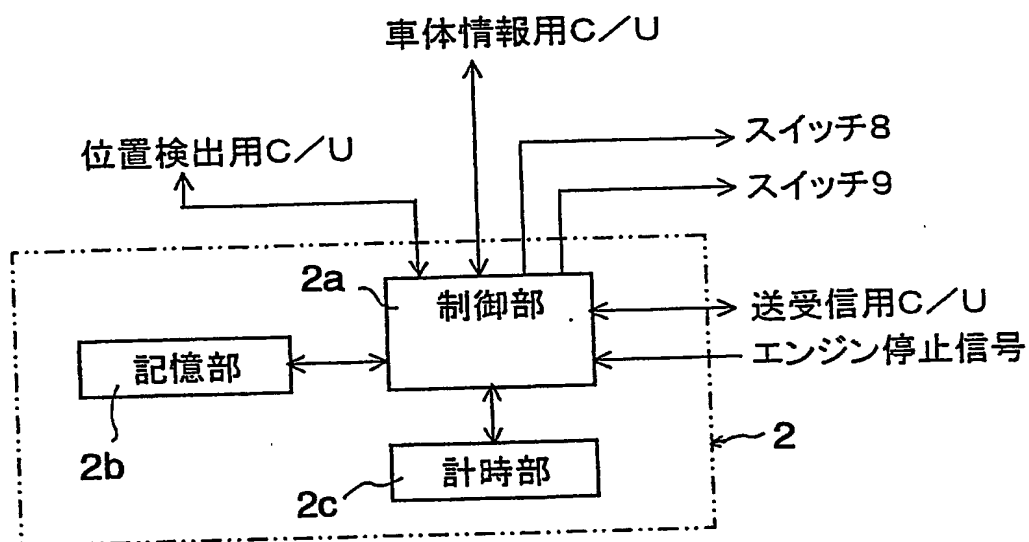 車体情報用C/U
スイッチ8
位置検出用C/U
スイッチ9
2a
制御部
送受信用C/U
エンジン停止信号
記憶部
2b
2
計時部
2c